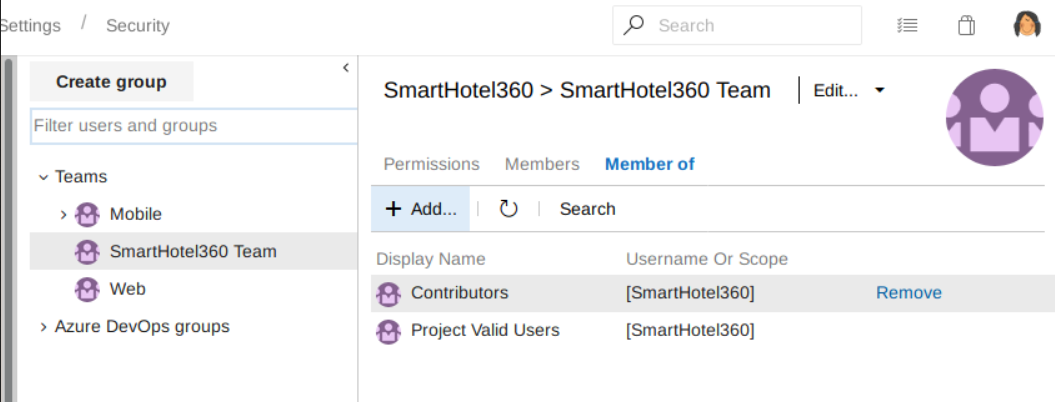 Settings / Security
Search
Create group
Filter users and groups
Teams
Mobile
SmartHotel360 Team
Web
Azure DevOps groups
SmartHotel360 > SmartHotel360 Team
Edit...
Permissions Members Member of
+ Add... Search
Display Name Username Or Scope
Contributors [SmartHotel360] Remove
Project Valid Users [SmartHotel360]